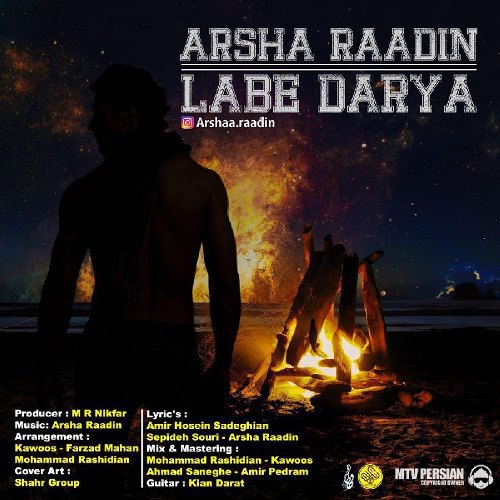 ARSHA RAADIN
LABE DARYA
Arshaa.raadin
Producer : M R Nikfar
Music: Arsha Raadin
Arrangement :
Kawoos - Farzad Mahan
Mohammad Rashidian
Cover Art :
Shahr Group
Lyric's :
Amir Hosein Sadeghian
Sepideh Souri - Arsha Raadin
Mix & Mastering :
Mohammad Rashidian - Kawoos
Ahmad Saneghe - Amir Pedram
Guitar : Kian Darat
MTV PERSIAN
COPYRIGHT OWNER